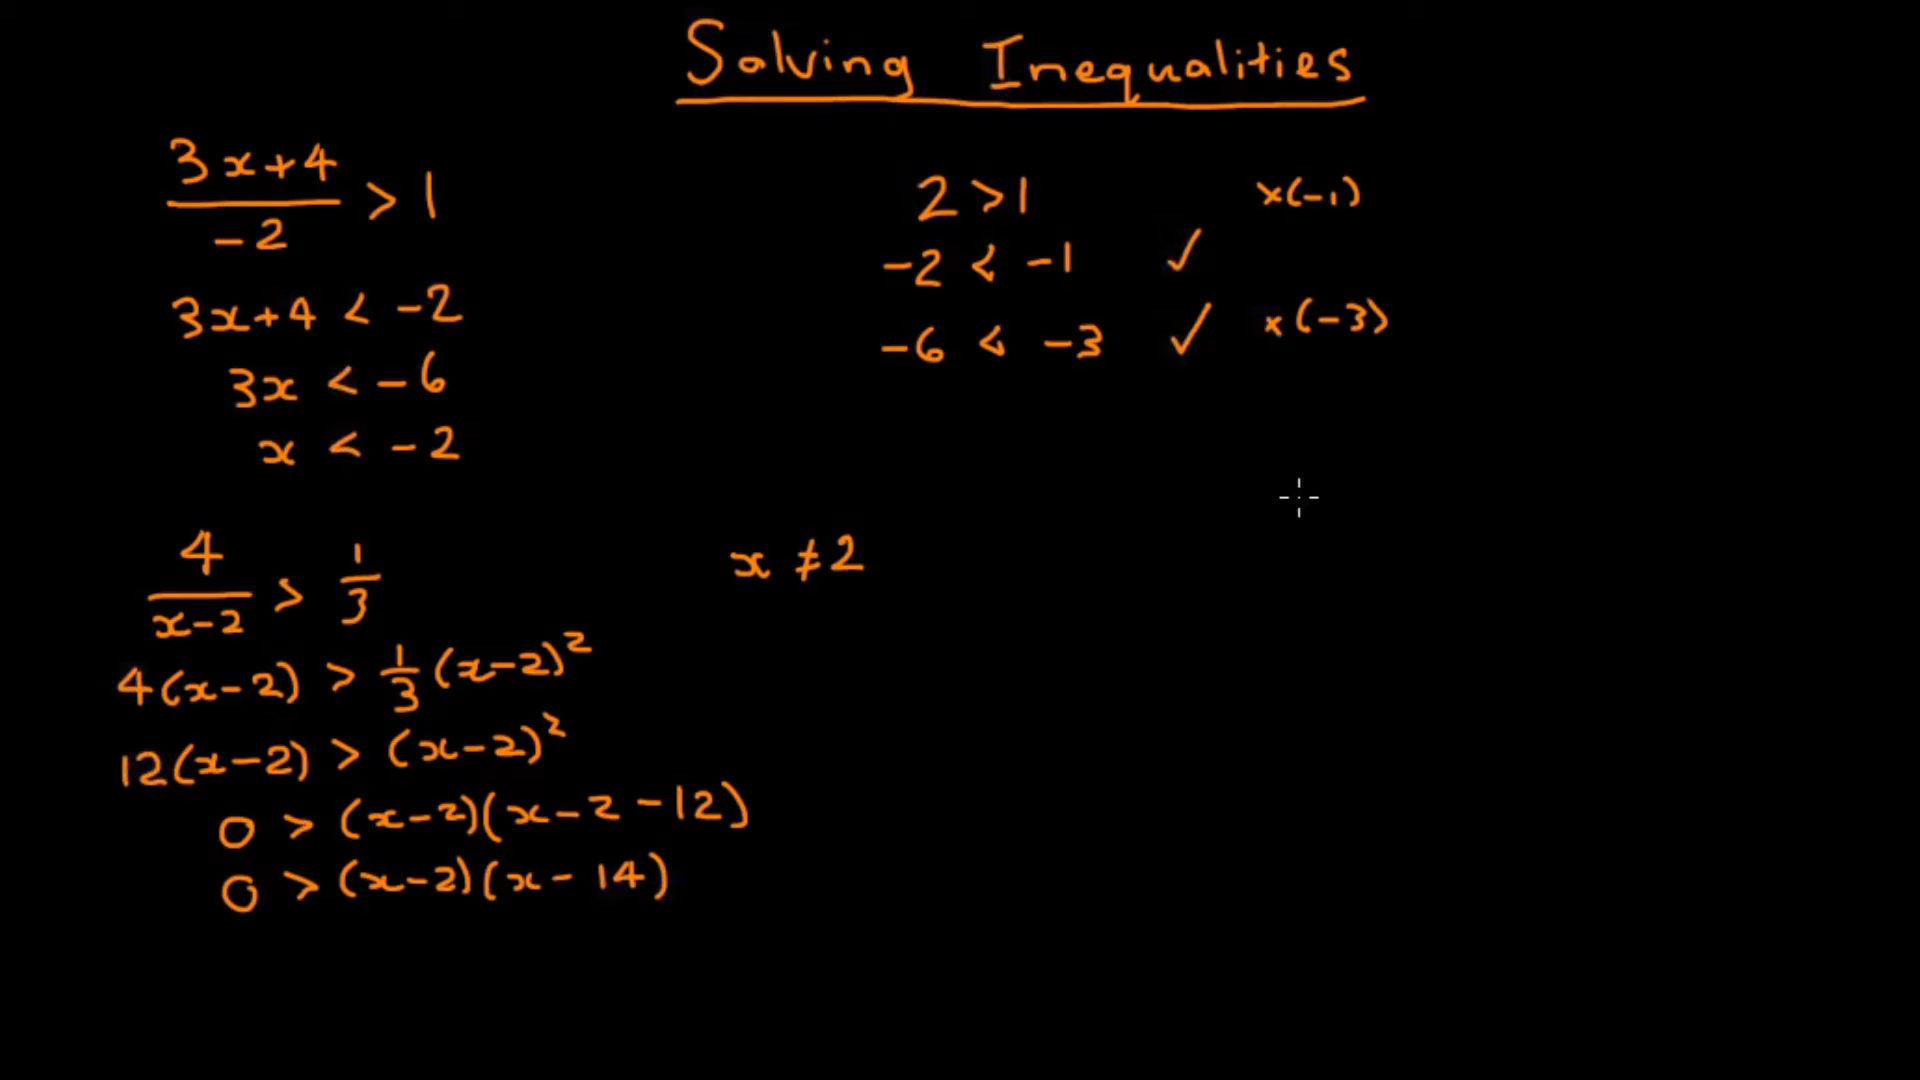 Solving Inequalities
3x+4/-2 > 1
3x+4 < -2
3x < -6
x < -2
2 > 1 ×(-1)
-2 < -1 ✓
-6 < -3 ✓ ×(-3)
4/x-2 > 1/3
x ≠ 2
4(x-2) > 1/3(x-2)²
12(x-2) > (x-2)²
0 > (x-2)(x-2-12)
0 > (x-2)(x-14)